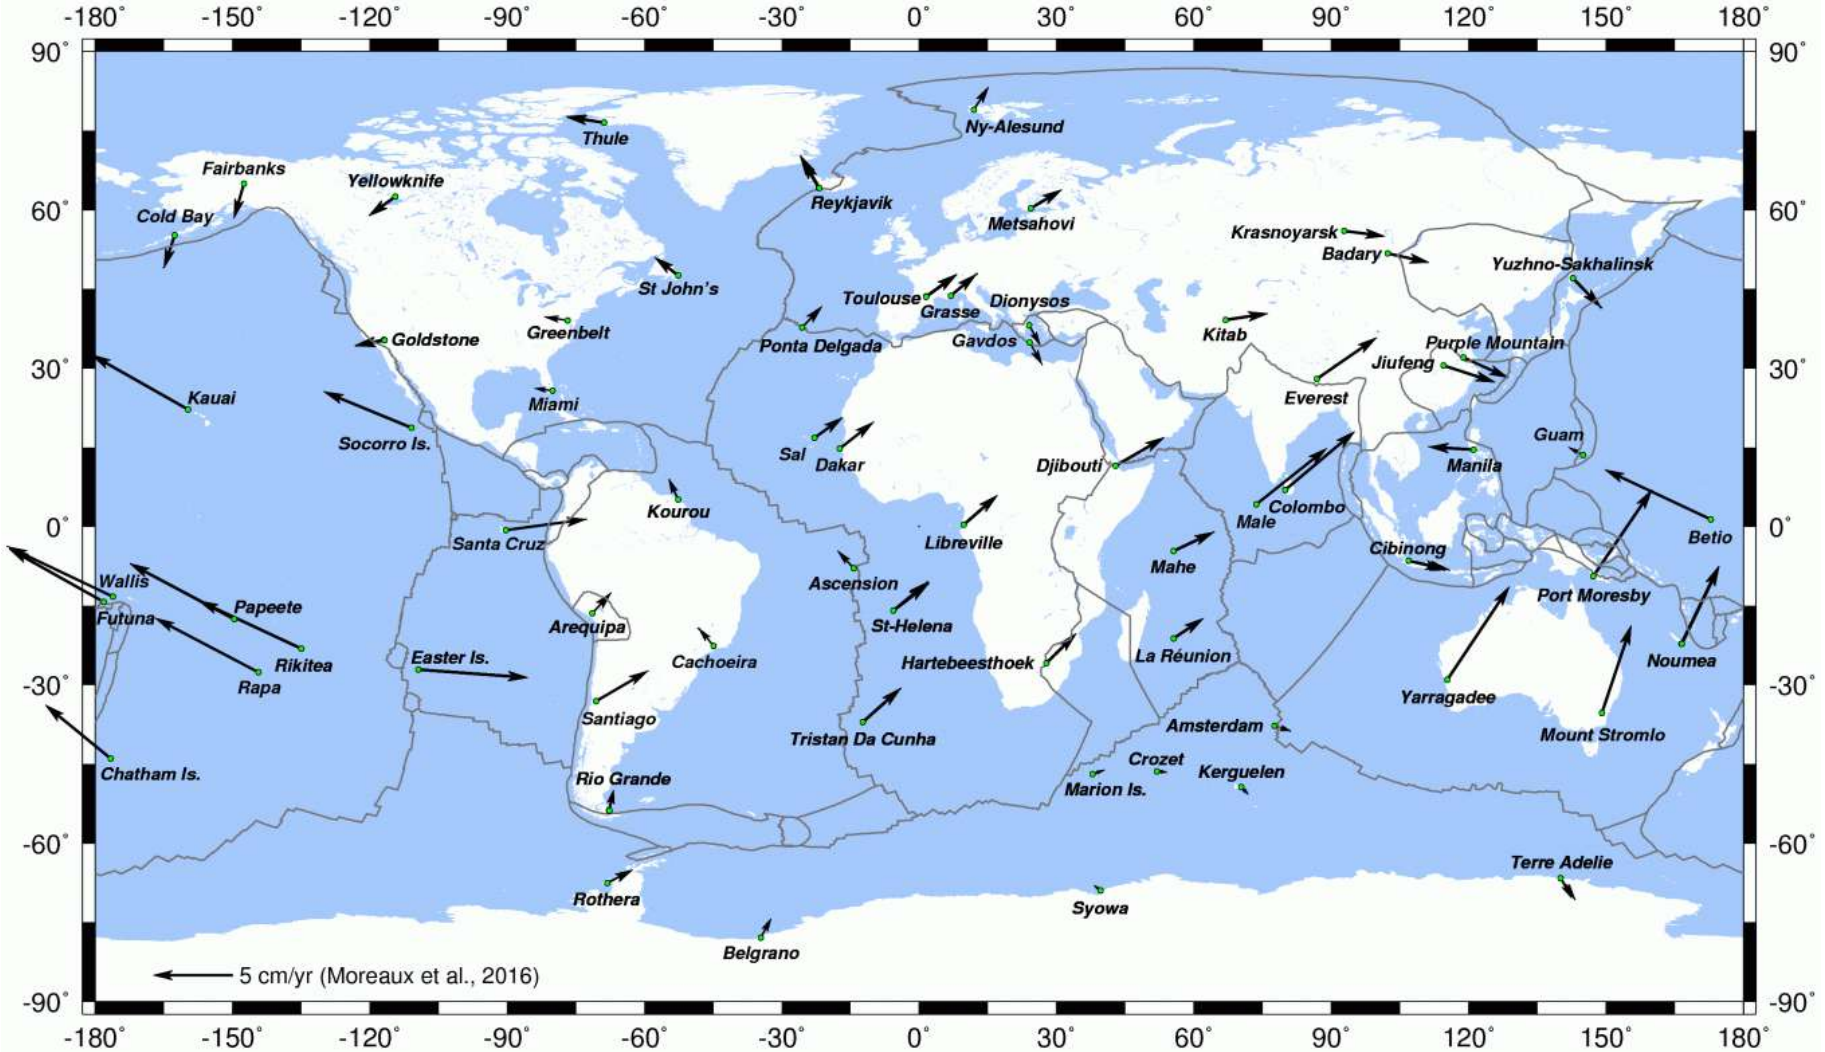 -180° -150° -120° -90° -60° -30° 0° 30° 60° 90° 120° 150° 180°
90° 90°
Ny-Alesund
Thule
Fairbanks
Yellowknife
Reykjavik
60° 60°
Cold Bay
Metsahovi
Krasnoyarsk
Badary
Yuzhno-Sakhalinsk
St John's
Toulouse
Grasse
Dionysos
Greenbelt
Kitab
Goldstone
Ponta Delgada
Gavdos
Purple Mountain
Jiufeng
30° 30°
Kauai
Miami
Everest
Socorro Is.
Sal
Dakar
Djibouti
Guam
Manila
Kourou
Male
Colombo
0° 0°
Santa Cruz
Libreville
Betio
Cibinong
Mahe
Wallis
Ascension
Port Moresby
Futuna
Papeete
Arequipa
St-Helena
Rikitea
Easter Is.
Cachoeira
Hartebeesthoek
La Réunion
Noumea
Rapa
-30° -30°
Yarragadee
Santiago
Tristan Da Cunha
Amsterdam
Mount Stromlo
Chatham Is.
Rio Grande
Crozet
Kerguelen
Marion Is.
-60° -60°
Terre Adelie
Rothera
Syowa
Belgrano
5 cm/yr (Moreaux et al., 2016)
-90° -90°
-180° -150° -120° -90° -60° -30° 0° 30° 60° 90° 120° 150° 180°